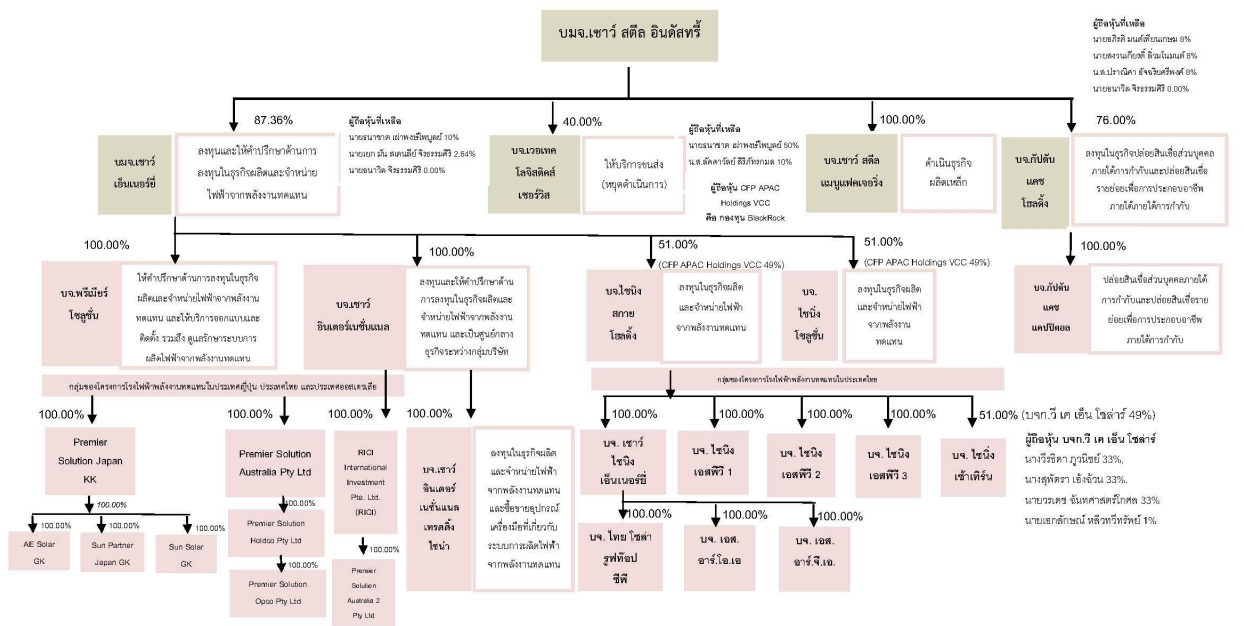 บมจ.เชาว์ สตีล อินดัสทรี้
ผู้ถือหุ้นที่เหลือ
นายอภิรติ มนต์เทียนเกษม 8%
นายสงวนเกียรติ์ ลิ่วมโนมนต์ 8%
น.ส.ปราณิศา อัจฉริยศรีพงศ์ 8%
นายอนาวิล จิรธรรมศิริ 0.00%
87.36%
บมจ.เชาว์
เอ็นเนอร์ยี่
ลงทุนและให้คำปรึกษาด้านการ
ลงทุนในธุรกิจผลิตและจำหน่าย
ไฟฟ้าจากพลังงานทดแทน
ผู้ถือหุ้นที่เหลือ
นายธนาชาต เผ่าพงษ์ไพบูลย์ 10%
นายเยก มัน สเตนลีย์ จิรธรรมศิริ 2.64%
นายอนาวิล จิรธรรมศิริ 0.00%
40.00%
บจ.เวอเทค
โลจิสติคส์
เซอร์วิส
ให้บริการขนส่ง
(หยุดดำเนินการ)
ผู้ถือหุ้นที่เหลือ
นายธนาชาต เผ่าพงษ์ไพบูลย์ 50%
น.ส.ลัคดาวัลย์ สิริภัทรกมล 10%
ผู้ถือหุ้น CFP APAC
Holdings VCC
คือ กองทุน BlackRock
100.00%
บจ.เชาว์ สตีล
แมนูแฟคเจอริ่ง
ดำเนินธุรกิจ
ผลิตเหล็ก
76.00%
บจ.กัปตัน
แคช
โฮลดิ้ง
ลงทุนในธุรกิจปล่อยสินเชื่อส่วนบุคคล
ภายใต้การกำกับและปล่อยสินเชื่อ
รายย่อยเพื่อการประกอบอาชีพ
ภายใต้ภายใต้การกำกับ
100.00%
บจ.พรีเมียร์
โซลูชั่น
ให้คำปรึกษาด้านการลงทุนในธุรกิจ
ผลิตและจำหน่ายไฟฟ้าจากพลังงาน
ทดแทน และให้บริการออกแบบและ
ติดตั้ง รวมถึง ดูแลรักษาระบบการ
ผลิตไฟฟ้าจากพลังงานทดแทน
100.00%
บจ.เชาว์
อินเตอร์เนชั่นแนล
ลงทุนและให้คำปรึกษาด้าน
การลงทุนในธุรกิจผลิตและ
จำหน่ายไฟฟ้าจากพลังงาน
ทดแทน และเป็นศูนย์กลาง
ธุรกิจระหว่างกลุ่มบริษัท
51.00%
(CFP APAC Holdings VCC 49%)
บจ.ไชนิง
สกาย
โฮลดิ้ง
ลงทุนในธุรกิจผลิต
และจำหน่ายไฟฟ้า
จากพลังงานทดแทน
51.00%
(CFP APAC Holdings VCC 49%)
บจ.
ไชนิ่ง
โซลูชั่น
ลงทุนในธุรกิจผลิต
และจำหน่ายไฟฟ้า
จากพลังงาน
ทดแทน
100.00%
บจ.กัปตัน
แคช
แคปปิตอล
ปล่อยสินเชื่อส่วนบุคคลภายใต้
การกำกับและปล่อยสินเชื่อราย
ย่อยเพื่อการประกอบอาชีพ
ภายใต้การกำกับ
กลุ่มของโครงการโรงไฟฟ้าพลังงานทดแทนในประเทศญี่ปุ่น ประเทศไทย และประเทศออสเตรเลีย
กลุ่มของโครงการโรงไฟฟ้าพลังงานทดแทนในประเทศไทย
100.00%
Premier
Solution Japan
KK
100.00%
100.00%
AE Solar
GK
100.00%
Sun Partner
Japan GK
100.00%
Sun Solar
GK
100.00%
Premier Solution
Australia Pty Ltd
100.00%
Premier Solution
Holdco Pty Ltd
100.00%
Premier Solution
Opco Pty Ltd
100.00%
RICI
International
Investment
Pte. Ltd.
(RICI)
100.00%
Premier
Solution
Australia 2
Pty Ltd
100.00%
บจ.เชาว์
อินเตอร์
เนชั่นแนล
เทรดดิ้ง
ไชน่า
ลงทุนในธุรกิจผลิต
และจำหน่ายไฟฟ้า
จากพลังงานทดแทน
และซื้อขายอุปกรณ์
เครื่องมือที่เกี่ยวกับ
ระบบการผลิตไฟฟ้า
จากพลังงานทดแทน
100.00%
บจ. เชาว์
ไชนิง
เอ็นเนอร์ยี่
100.00%
บจ. ไชนิง
เอสพีวี 1
100.00%
บจ. ไชนิง
เอสพีวี 2
100.00%
บจ. ไชนิง
เอสพีวี 3
51.00% (บจก.วี เค เอ็น โซล่าร์ 49%)
บจ. ไชนิ่ง
เซ้าเทิร์น
ผู้ถือหุ้น บจก.วี เค เอ็น โซล่าร์
นางวีรธิดา ภูวนิชย์ 33%,
นางสุพัตรา เอ้งฉ้วน 33%,
นายวรเดช จันทศาสตร์โกศล 33%
นายเอกลักษณ์ หลิวทวีทรัพย์ 1%
100.00%
บจ. ไทย โซล่า
รูฟท๊อป
ซีพี
100.00%
บจ. เอส.
อาร์.โอ.เอ
100.00%
บจ. เอส.
อาร์.จี.เอ.